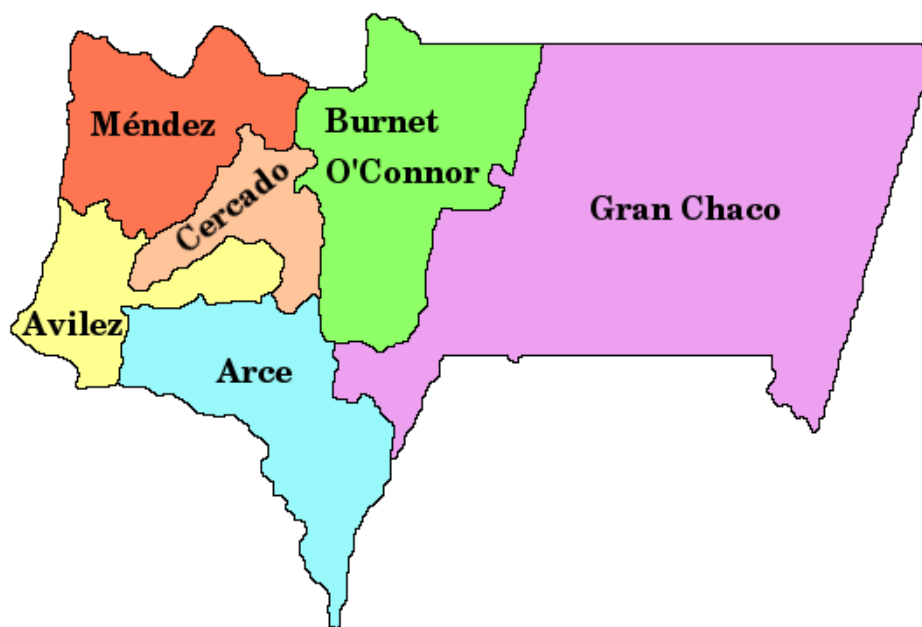 Méndez
Burnet
O'Connor
Cercado
Gran Chaco
Avilez
Arce